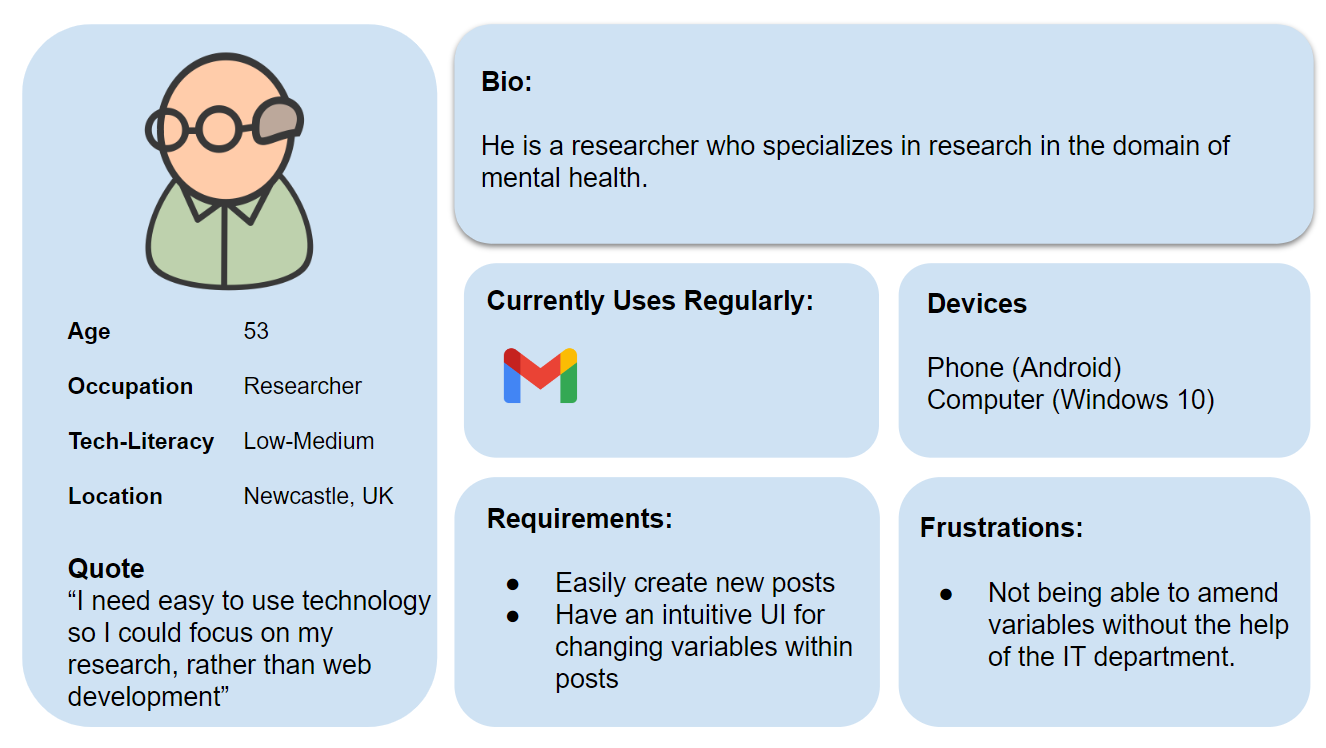 Age 53
Occupation Researcher
Tech-Literacy Low-Medium
Location Newcastle, UK
Quote
“I need easy to use technology
so I could focus on my
research, rather than web
development”
Bio:
He is a researcher who specializes in research in the domain of
mental health.
Currently Uses Regularly:
Devices
Phone (Android)
Computer (Windows 10)
Requirements:
● Easily create new posts
● Have an intuitive UI for
changing variables within
posts
Frustrations:
● Not being able to amend
variables without the help
of the IT department.